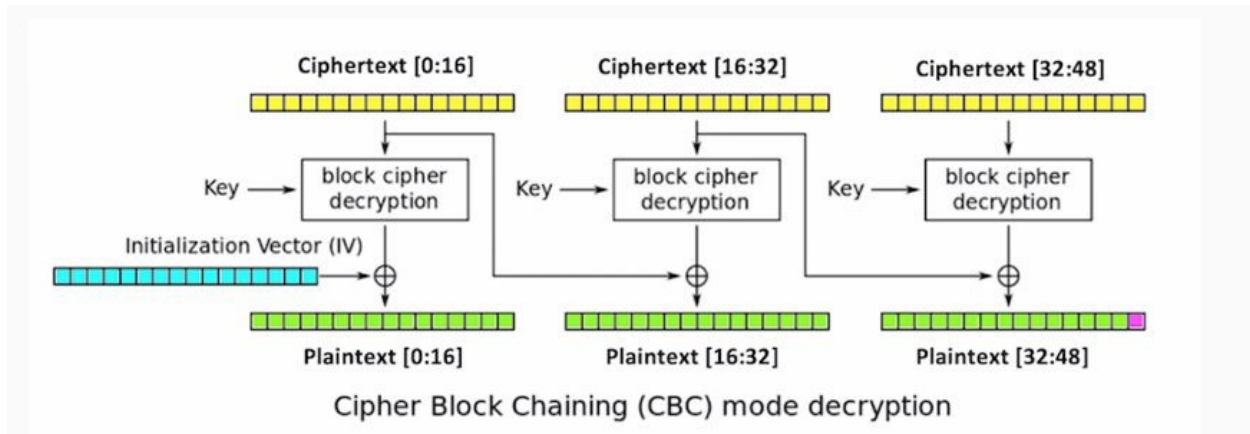 Ciphertext [0:16]
Ciphertext [16:32]
Ciphertext [32:48]
Key
block cipher
decryption
Key
block cipher
decryption
Key
block cipher
decryption
Initialization Vector (IV)
Plaintext [0:16]
Plaintext [16:32]
Plaintext [32:48]
Cipher Block Chaining (CBC) mode decryption